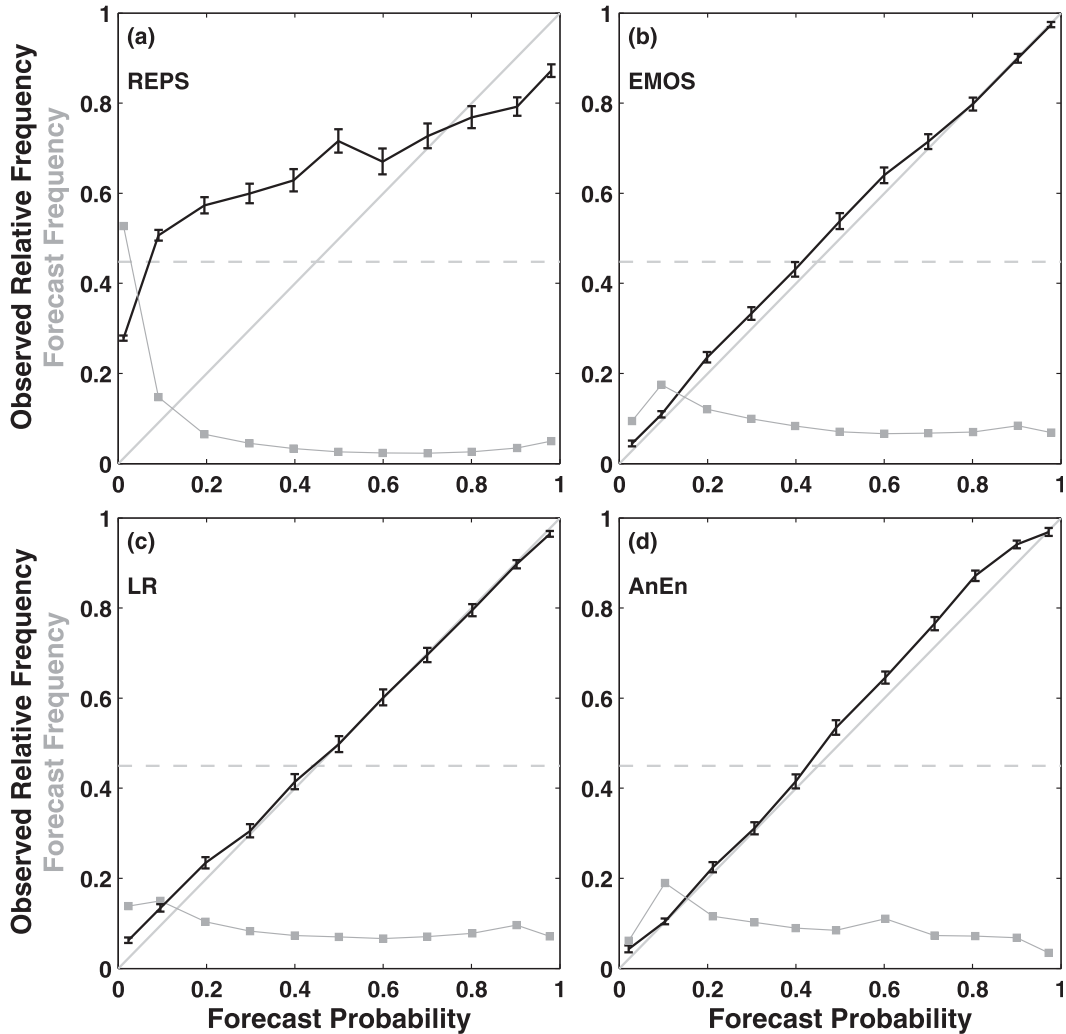 (a)
REPS
Observed Relative Frequency
Forecast Frequency
1
0.8
0.6
0.4
0.2
0
0 0.2 0.4 0.6 0.8 1
(b)
EMOS
1
0.8
0.6
0.4
0.2
0
0 0.2 0.4 0.6 0.8 1
(c)
LR
Observed Relative Frequency
Forecast Frequency
1
0.8
0.6
0.4
0.2
0
0 0.2 0.4 0.6 0.8 1
Forecast Probability
(d)
AnEn
1
0.8
0.6
0.4
0.2
0
0 0.2 0.4 0.6 0.8 1
Forecast Probability